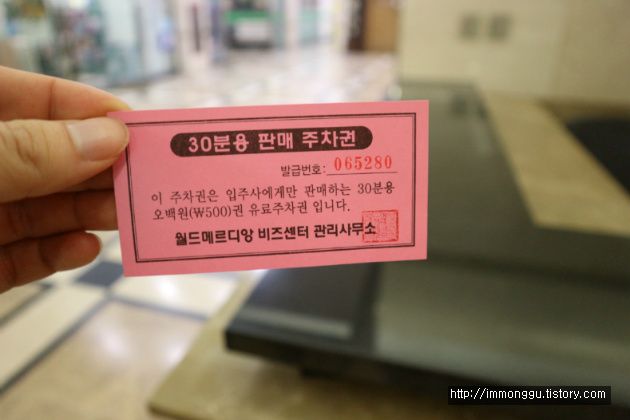 30분용 판매 주차권
발급번호: 065280
이 주차권은 입주사에게만 판매하는 30분용
오백원(₩500)권 유료주차권 입니다.
월드메르디앙 비즈센터 관리사무소
http://immonggu.tistory.com